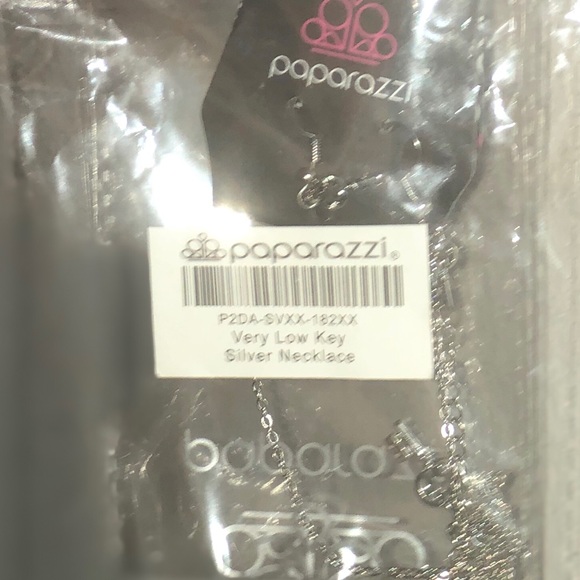 paparazzi
paparazzi®
P2DA-SVXX-182XX
Very Low Key
Silver Necklace